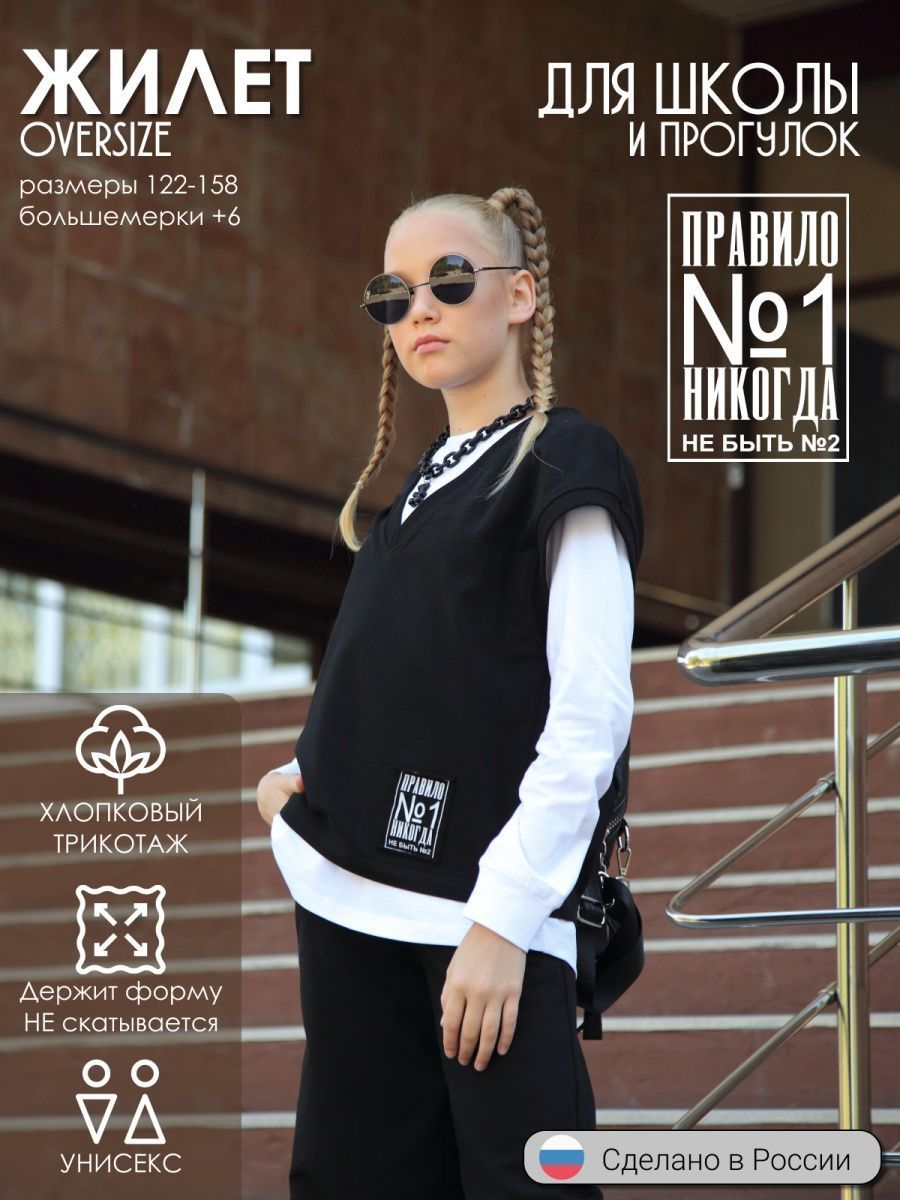 ЖИЛЕТ
OVERSIZE
размеры 122-158
большемерки +6
ДЛЯ ШКОЛЫ
И ПРОГУЛОК
ПРАВИЛО
№1
НИКОГДА
НЕ БЫТЬ №2
ПРАВИЛО
№1
НИКОГДА
НЕ БЫТЬ №2
ХЛОПКОВЫЙ
ТРИКОТАЖ
Держит форму
НЕ скатывается
УНИСЕКС
Сделано в России